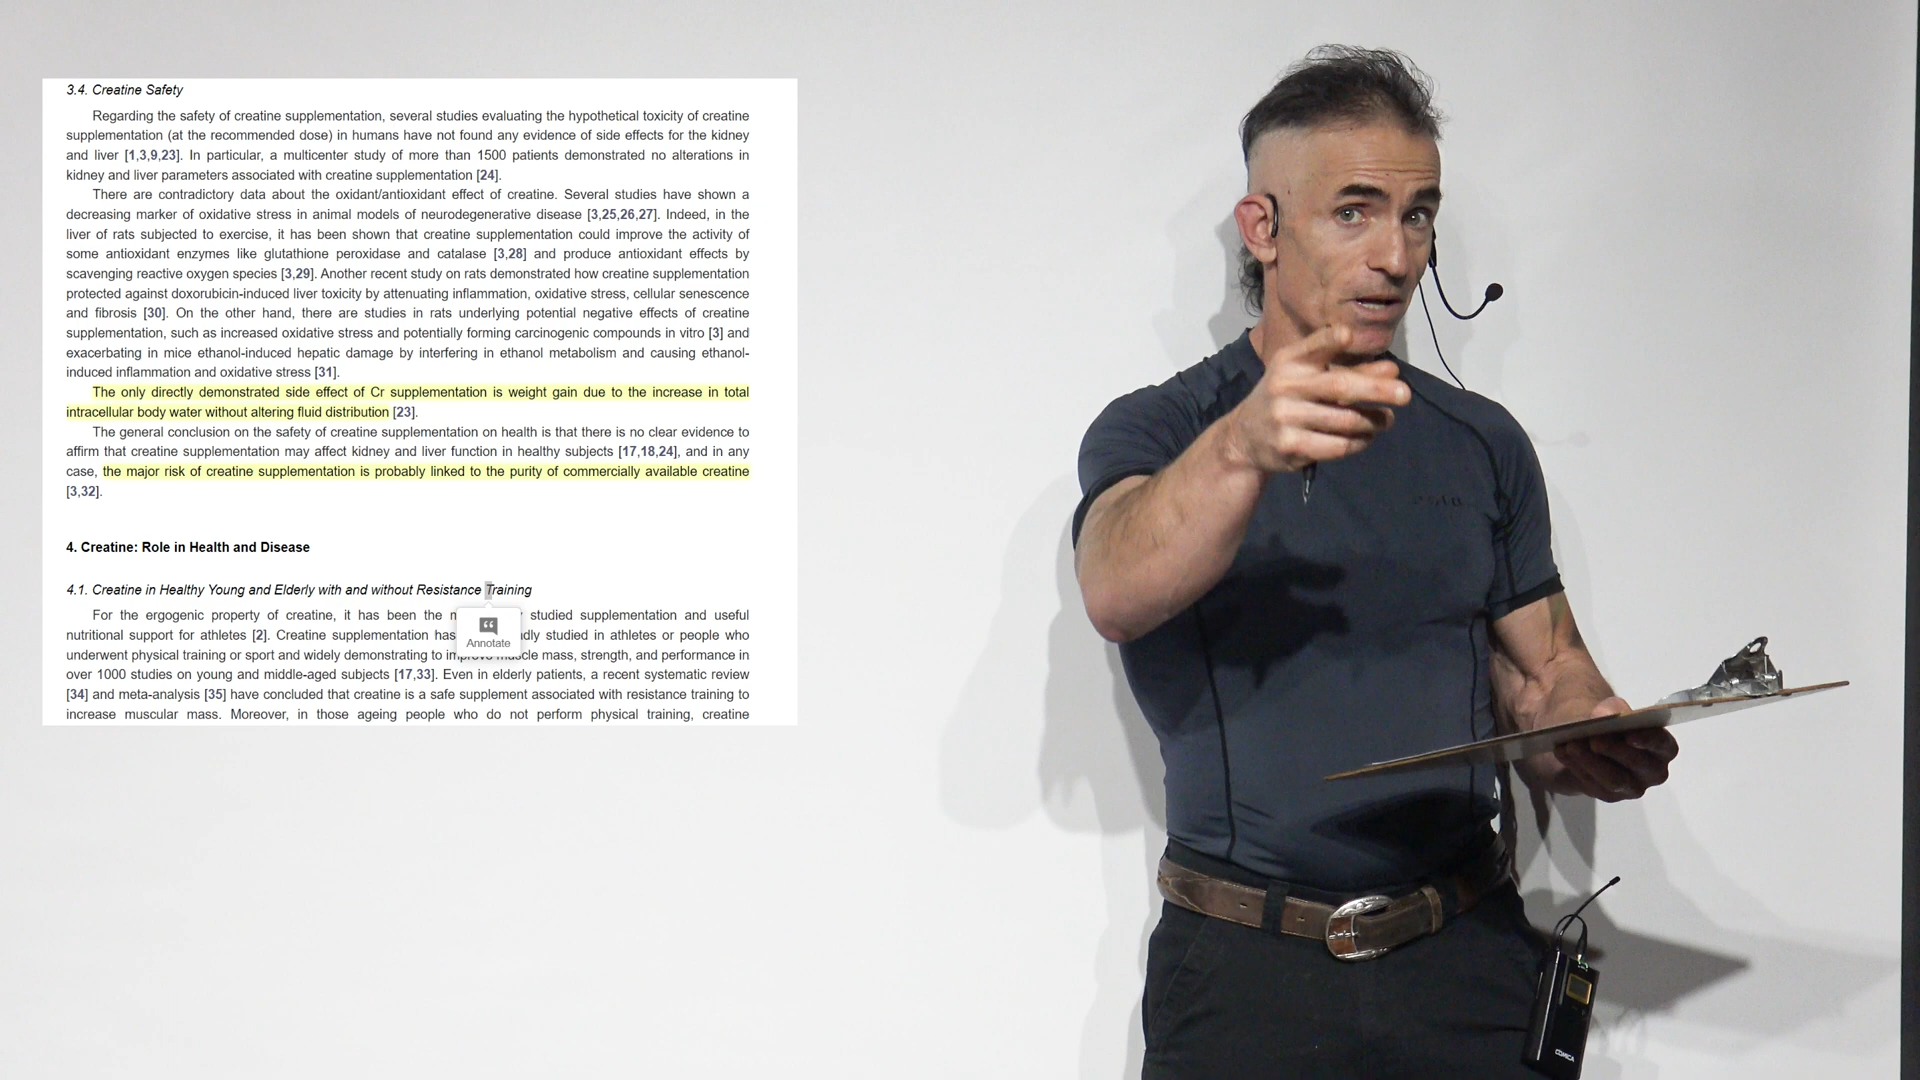 3.4. Creatine Safety
Regarding the safety of creatine supplementation, several studies evaluating the hypothetical toxicity of creatine
supplementation (at the recommended dose) in humans have not found any evidence of side effects for the kidney
and liver [1,3,9,23]. In particular, a multicenter study of more than 1500 patients demonstrated no alterations in
kidney and liver parameters associated with creatine supplementation [24].
There are contradictory data about the oxidant/antioxidant effect of creatine. Several studies have shown a
decreasing marker of oxidative stress in animal models of neurodegenerative disease [3,25,26,27]. Indeed, in the
liver of rats subjected to exercise, it has been shown that creatine supplementation could improve the activity of
some antioxidant enzymes like glutathione peroxidase and catalase [3,28] and produce antioxidant effects by
scavenging reactive oxygen species [3,29]. Another recent study on rats demonstrated how creatine supplementation
protected against doxorubicin-induced liver toxicity by attenuating inflammation, oxidative stress, cellular senescence
and fibrosis [30]. On the other hand, there are studies in rats underlying potential negative effects of creatine
supplementation, such as increased oxidative stress and potentially forming carcinogenic compounds in vitro [3] and
exacerbating in mice ethanol-induced hepatic damage by interfering in ethanol metabolism and causing ethanol-
induced inflammation and oxidative stress [31].
The only directly demonstrated side effect of Cr supplementation is weight gain due to the increase in total
intracellular body water without altering fluid distribution [23].
The general conclusion on the safety of creatine supplementation on health is that there is no clear evidence to
affirm that creatine supplementation may affect kidney and liver function in healthy subjects [17,18,24], and in any
case, the major risk of creatine supplementation is probably linked to the purity of commercially available creatine
[3,32].
4. Creatine: Role in Health and Disease
4.1. Creatine in Healthy Young and Elderly with and without Resistance Training
For the ergogenic property of creatine, it has been the studied supplementation and useful
nutritional support for athletes [2]. Creatine supplementation has studied in athletes or people who
Annotate
underwent physical training or sport and widely demonstrating to improve muscle mass, strength, and performance in
over 1000 studies on young and middle-aged subjects [17,33]. Even in elderly patients, a recent systematic review
[34] and meta-analysis [35] have concluded that creatine is a safe supplement associated with resistance training to
increase muscular mass. Moreover, in those ageing people who do not perform physical training, creatine
COMICA